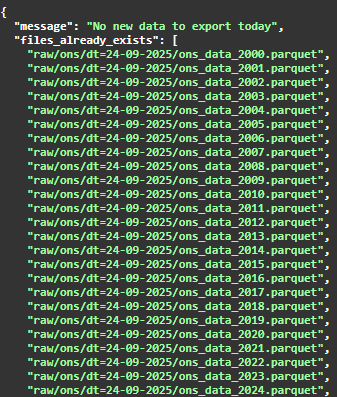 {
"message": "No new data to export today",
"files_already_exists": [
"raw/ons/dt=24-09-2025/ons_data_2000.parquet",
"raw/ons/dt=24-09-2025/ons_data_2001.parquet",
"raw/ons/dt=24-09-2025/ons_data_2002.parquet",
"raw/ons/dt=24-09-2025/ons_data_2003.parquet",
"raw/ons/dt=24-09-2025/ons_data_2004.parquet",
"raw/ons/dt=24-09-2025/ons_data_2005.parquet",
"raw/ons/dt=24-09-2025/ons_data_2006.parquet",
"raw/ons/dt=24-09-2025/ons_data_2007.parquet",
"raw/ons/dt=24-09-2025/ons_data_2008.parquet",
"raw/ons/dt=24-09-2025/ons_data_2009.parquet",
"raw/ons/dt=24-09-2025/ons_data_2010.parquet",
"raw/ons/dt=24-09-2025/ons_data_2011.parquet",
"raw/ons/dt=24-09-2025/ons_data_2012.parquet",
"raw/ons/dt=24-09-2025/ons_data_2013.parquet",
"raw/ons/dt=24-09-2025/ons_data_2014.parquet",
"raw/ons/dt=24-09-2025/ons_data_2015.parquet",
"raw/ons/dt=24-09-2025/ons_data_2016.parquet",
"raw/ons/dt=24-09-2025/ons_data_2017.parquet",
"raw/ons/dt=24-09-2025/ons_data_2018.parquet",
"raw/ons/dt=24-09-2025/ons_data_2019.parquet",
"raw/ons/dt=24-09-2025/ons_data_2020.parquet",
"raw/ons/dt=24-09-2025/ons_data_2021.parquet",
"raw/ons/dt=24-09-2025/ons_data_2022.parquet",
"raw/ons/dt=24-09-2025/ons_data_2023.parquet",
"raw/ons/dt=24-09-2025/ons_data_2024.parquet",